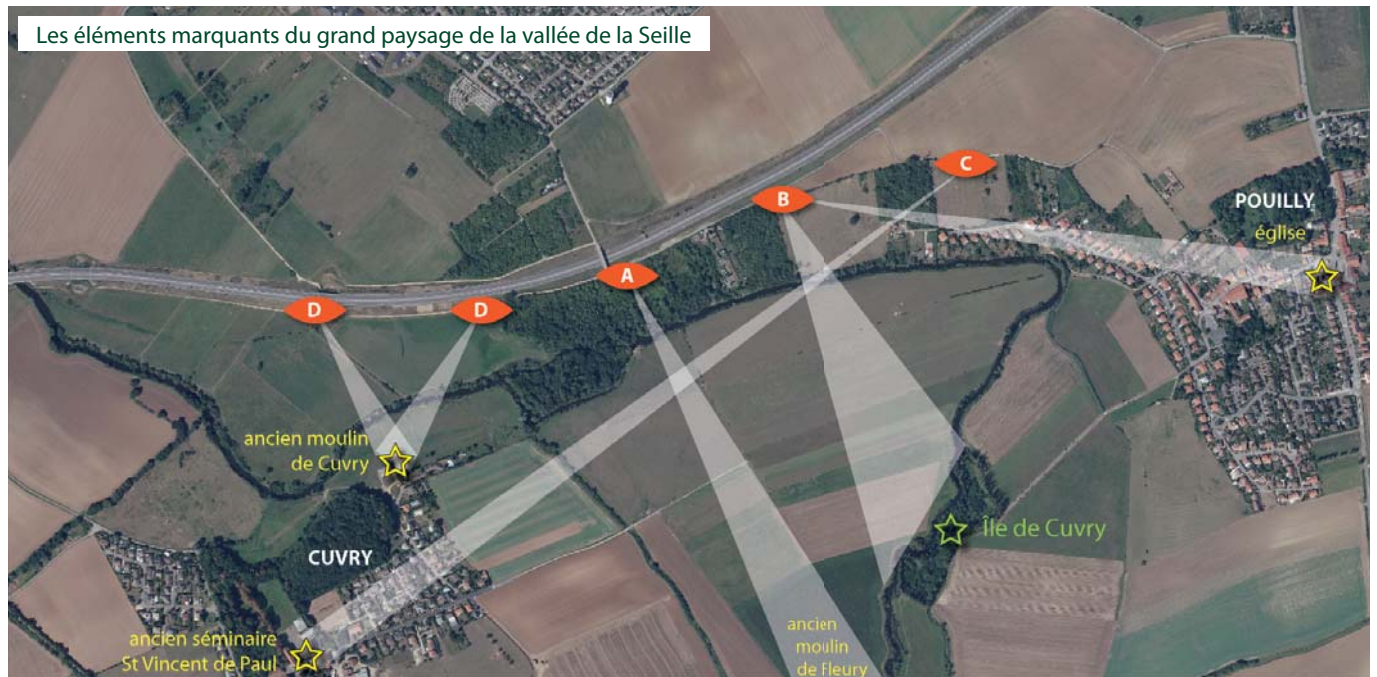 Les éléments marquants du grand paysage de la vallée de la Seille
C
B
POUILLY
église
A
D
D
ancien moulin
de Cuvry
Île de Cuvry
CUVRY
ancien séminaire
St Vincent de Paul
ancien
moulin
de Fleury